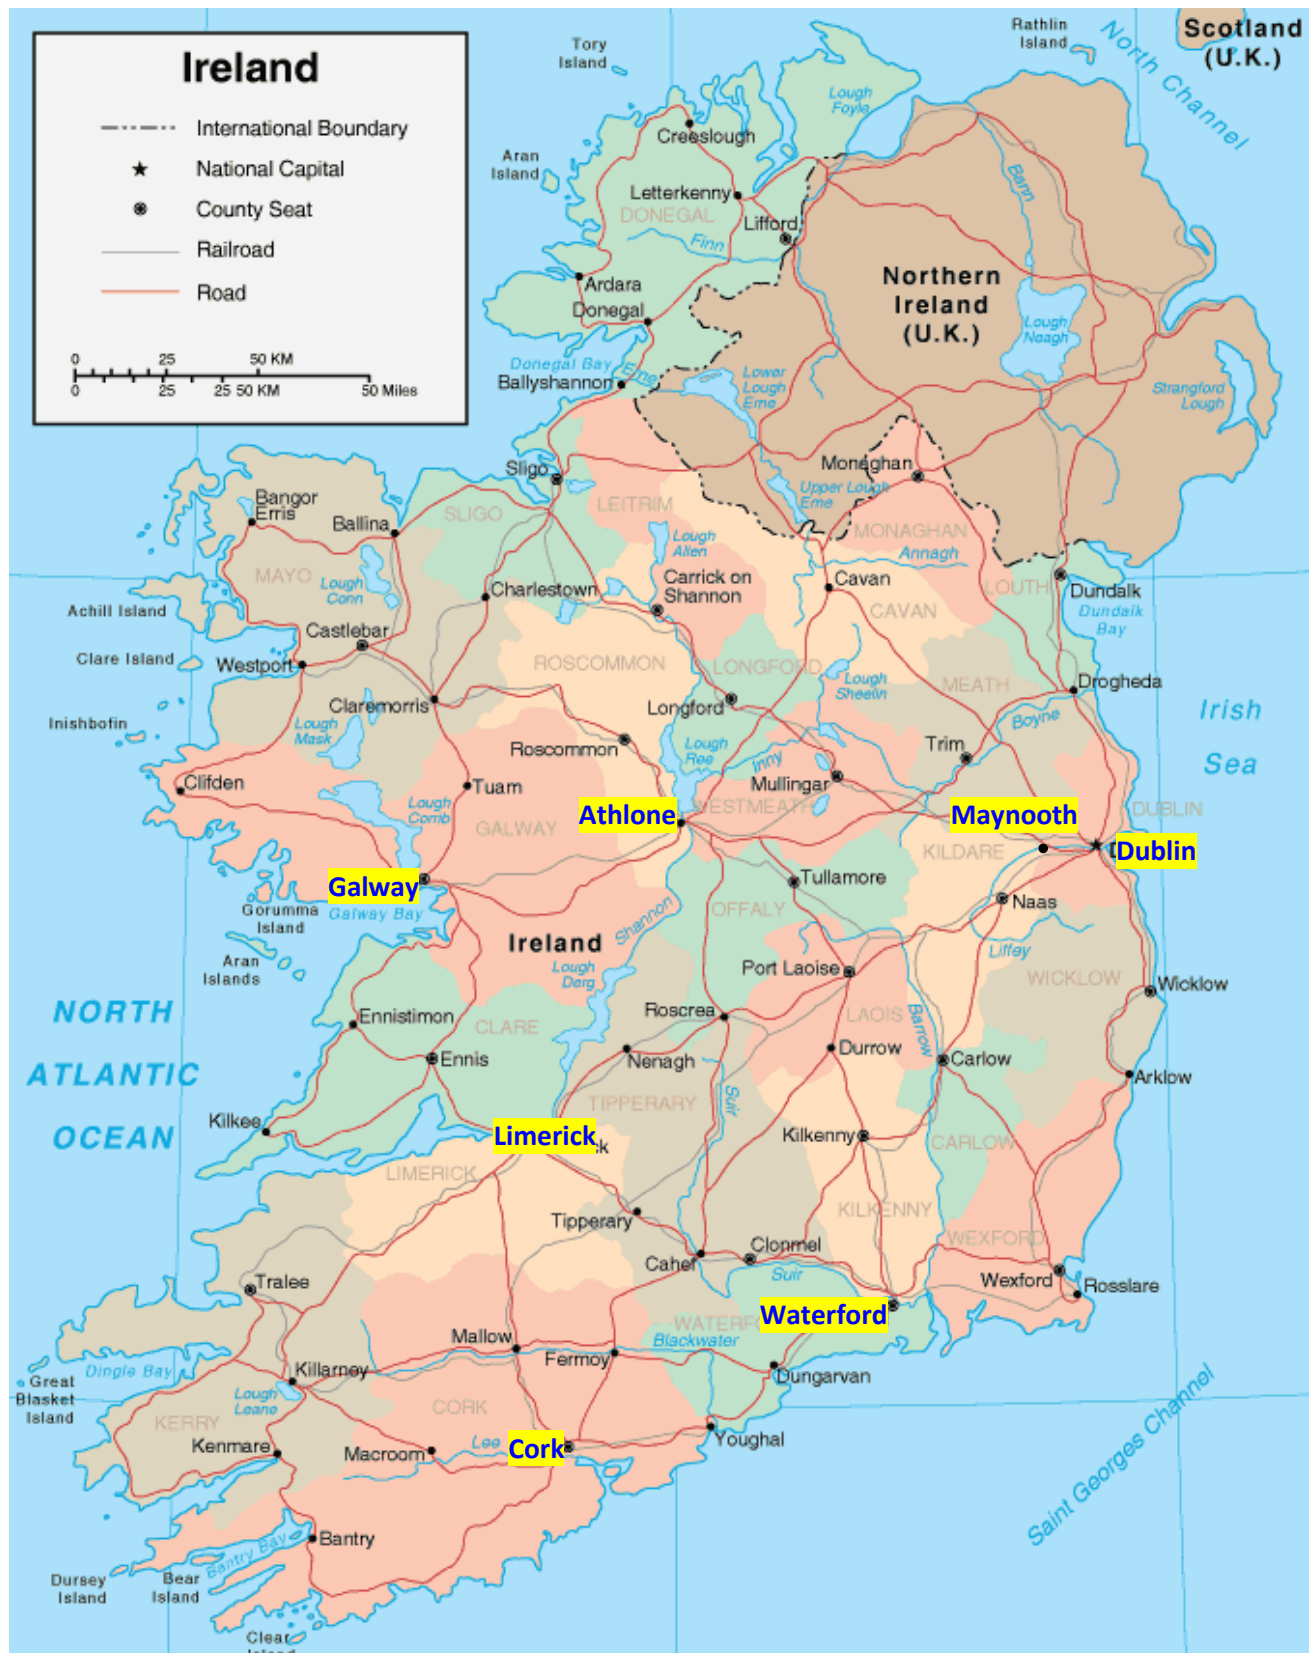 Ireland
International Boundary
National Capital
County Seat
Railroad
Road
0 25 50 KM
0 25 25 50 KM 50 Miles
Scotland
(U.K.)
Rathlin
Island
North Channel
Tory
Island
Lough
Foyle
Creeslough
Aran
Island
Letterkenny
DONEGAL
Lifford
Finn
Bann
Ardara
Donegal
Northern
Ireland
(U.K.)
Lough
Neagh
Donegal Bay
Erne
Ballyshannon
Lower
Lough
Erne
Strangford
Lough
Sligo
Monaghan
Upper Lough
Erne
LEITRIM
SLIGO
MONAGHAN
Annagh
Bangor
Erris
Ballina
Lough
Allen
MAYO
Lough
Conn
Charlestown
Carrick on
Shannon
Cavan
CAVAN
LOUTH
Dundalk
Dundalk
Bay
Achill Island
Castlebar
Clare Island
Westport
ROSCOMMON
LONGFORD
Lough
Sheelin
MEATH
Drogheda
Claremorris
Longford
Boyne
Inishbofin
Lough
Mask
Irish
Sea
Roscommon
Lough
Ree
Inny
Trim
Mullingar
Clifden
Tuam
Lough
Comb
WESTMEATH
DUBLIN
Athlone
Maynooth
GALWAY
KILDARE
Dublin
Galway
Tullamore
Gorumma
Island
Galway Bay
OFFALY
Naas
Shannon
Ireland
Liffey
Aran
Islands
Lough
Derg
Port Laoise
WICKLOW
Wicklow
NORTH
ATLANTIC
OCEAN
Roscrea
LAOIS
Barrow
Ennistimon
CLARE
Ennis
Nenagh
Durrow
Carlow
Arklow
Suir
TIPPERARY
Kilkee
Limerick
k
Kilkenny
CARLOW
LIMERICK
Tipperary
KILKENNY
WEXFORD
Cahef
Clonmel
Suir
Wexford
Rosslare
Tralee
WATERFO
Waterford
Mallow
Blackwater
Fermoy
Dingle Bay
Killarney
Dungarvan
Great
Blasket
Island
Lough
Leane
KERRY
CORK
Kenmare
Macroom
Lee
Cork
Youghal
Saint Georges Channel
Bantry
Bantry Bay
Dursey
Island
Bear
Island
Clear